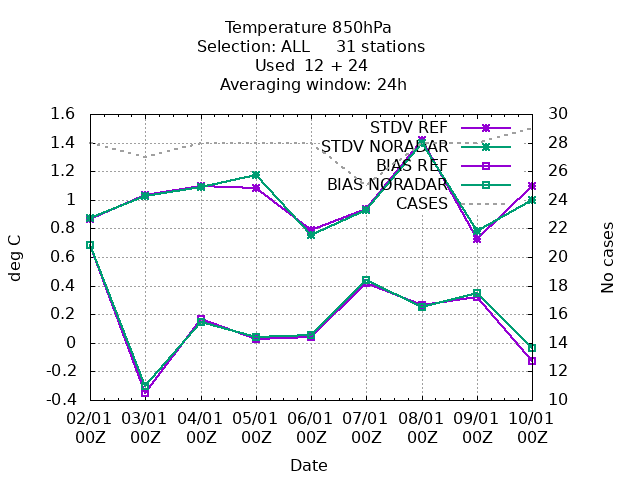 Temperature 850hPa
Selection: ALL     31 stations
Used  12 + 24
Averaging window: 24h
1.6
1.4
1.2
1
0.8
0.6
0.4
0.2
0
-0.2
-0.4
deg C
30
28
26
24
22
20
18
16
14
12
10
No cases
STDV REF
STDV NORADAR
BIAS REF
BIAS NORADAR
CASES
02/01 03/01 04/01 05/01 06/01 07/01 08/01 09/01 10/01
00Z 00Z 00Z 00Z 00Z 00Z 00Z 00Z 00Z
Date